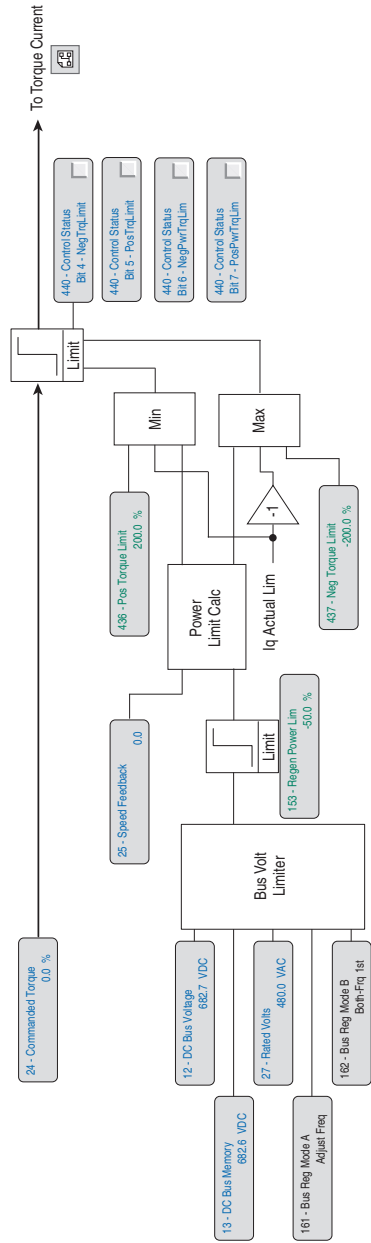 24 - Commanded Torque
0.0 %
Limit
To Torque Current
440 - Control Status
Bit 4 - NegTrqLimit
440 - Control Status
Bit 5 - PosTrqLimit
440 - Control Status
Bit 6 - NegPwrTrqLim
440 - Control Status
Bit 7 - PosPwrTrqLim
436 - Pos Torque Limit
200.0 %
Min
25 - Speed Feedback
0.0
Power
Limit Calc
Max
Iq Actual Lim
-1
437 - Neg Torque Limit
-200.0 %
Limit
153 - Regen Power Lim
-50.0 %
Bus Volt
Limiter
12 - DC Bus Voltage
682.7 VDC
13 - DC Bus Memory
682.6 VDC
27 - Rated Volts
480.0 VAC
161 - Bus Reg Mode A
Adjust Freq
162 - Bus Reg Mode B
Both-Frq 1st